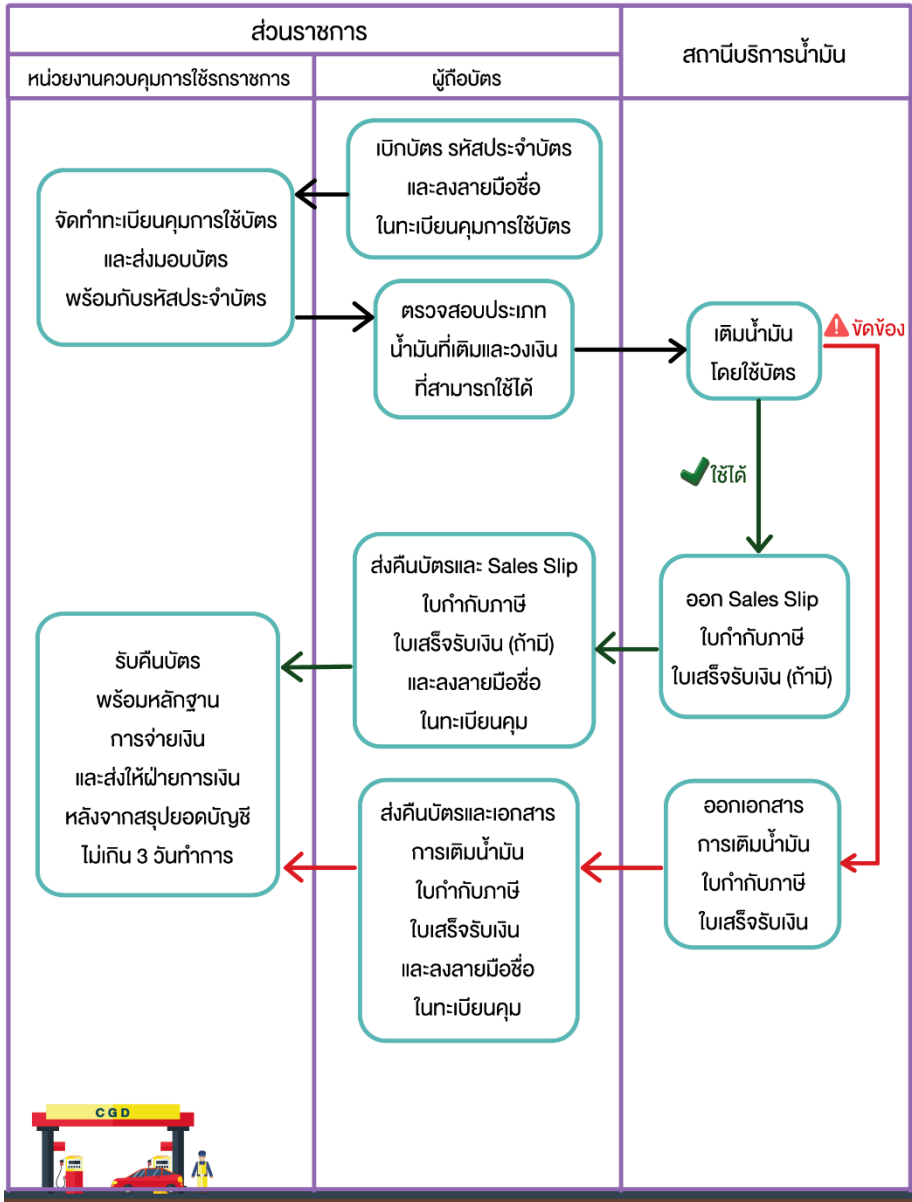 ส่วนราชการ
สถานีบริการน้ำมัน
หน่วยงานควบคุมการใช้รถราชการ
ผู้ถือบัตร
เบิกบัตร รหัสประจำบัตร
และลงลายมือชื่อ
ในทะเบียนคุมการใช้บัตร
จัดทำทะเบียนคุมการใช้บัตร
และส่งมอบบัตร
พร้อมกับรหัสประจำบัตร
ตรวจสอบประเภท
น้ำมันที่เติมและวงเงิน
ที่สามารถใช้ได้
เติมน้ำมัน
โดยใช้บัตร
ขัดข้อง
ใช้ได้
ออก Sales Slip
ใบกำกับภาษี
ใบเสร็จรับเงิน (ถ้ามี)
ส่งคืนบัตรและ Sales Slip
ใบกำกับภาษี
ใบเสร็จรับเงิน (ถ้ามี)
และลงลายมือชื่อ
ในทะเบียนคุม
รับคืนบัตร
พร้อมหลักฐาน
การจ่ายเงิน
และส่งให้ฝ่ายการเงิน
หลังจากสรุปยอดบัญชี
ไม่เกิน 3 วันทำการ
ออกเอกสาร
การเติมน้ำมัน
ใบกำกับภาษี
ใบเสร็จรับเงิน
ส่งคืนบัตรและเอกสาร
การเติมน้ำมัน
ใบกำกับภาษี
ใบเสร็จรับเงิน
และลงลายมือชื่อ
ในทะเบียนคุม
CGD